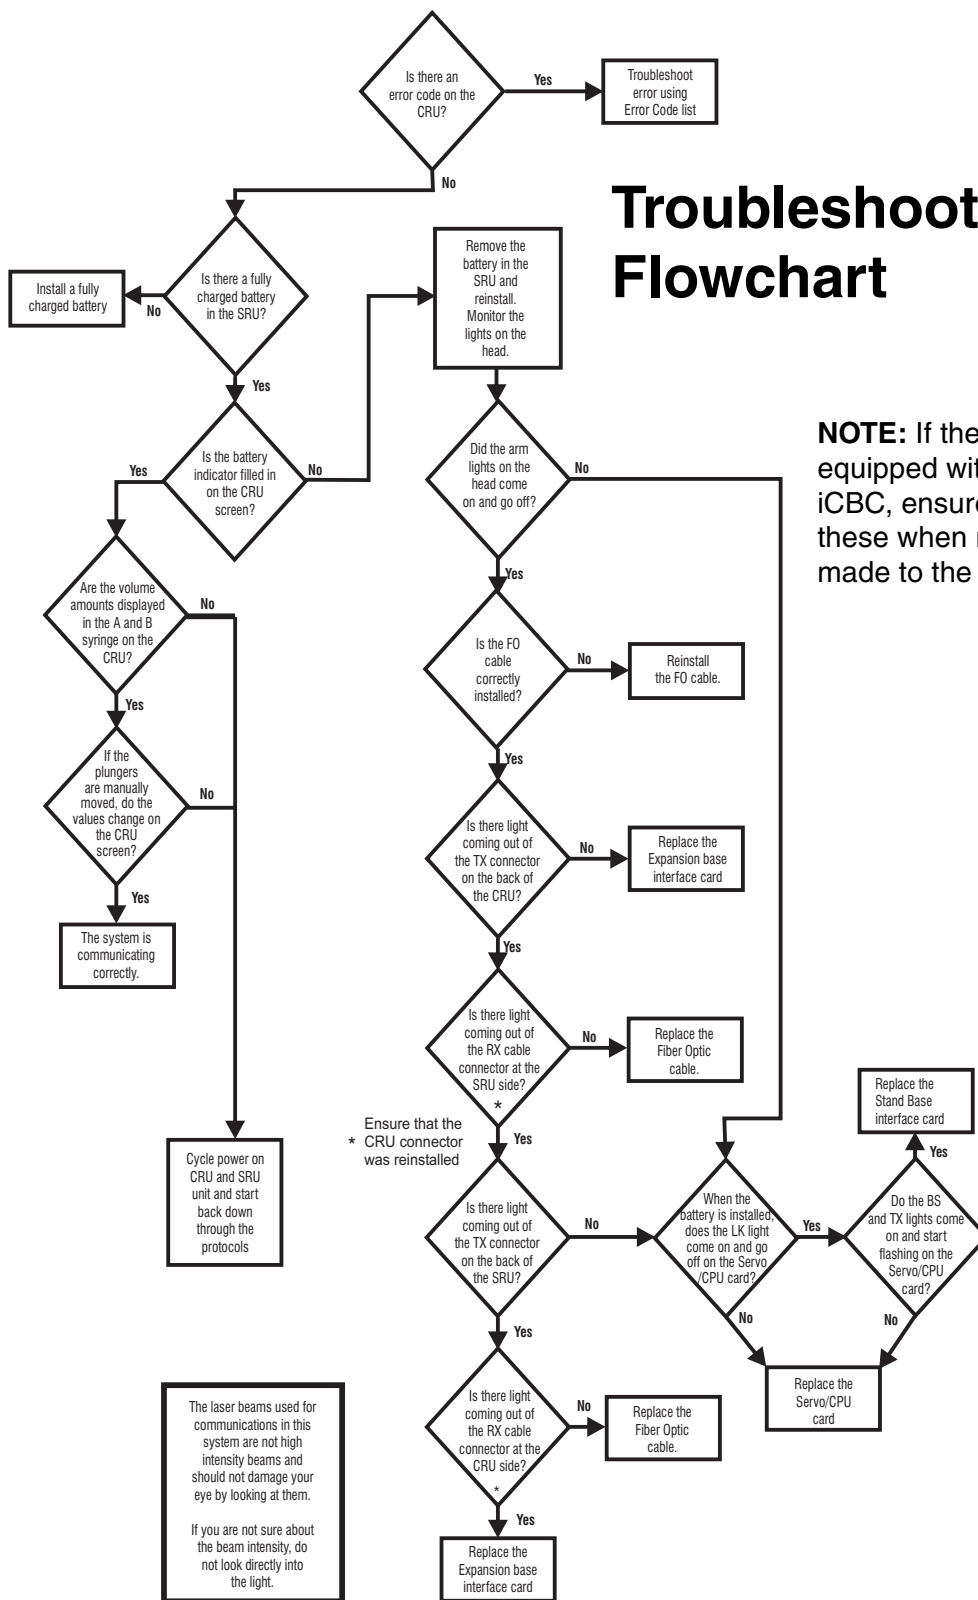 Is there an
error code on the
CRU?
Yes
Troubleshoot
error using
Error Code list
No
Troubleshoot
Flowchart
Install a fully
charged battery
No
Is there a fully
charged battery
in the SRU?
Yes
Remove the
battery in the
SRU and
reinstall.
Monitor the
lights on the
head.
NOTE: If the
equipped wit
iCBC, ensure
these when
made to the
Yes
Is the battery
indicator filled in
on the CRU
screen?
No
Did the arm
lights on the
head come
on and go off?
No
Yes
Are the volume
amounts displayed
in the A and B
syringe on the
CRU?
No
Yes
Is the FO
cable
correctly
installed?
No
Reinstall
the FO cable.
Yes
If the
plungers
are manually
moved, do the
values change on
the CRU
screen?
No
Yes
The system is
communicating
correctly.
Is there light
coming out of
the TX connector
on the back of
the CRU?
No
Replace the
Expansion base
interface card
Yes
Is there light
coming out of
the RX cable
connector at the
SRU side?
*
No
Replace the
Fiber Optic
cable.
Yes
Ensure that the
* CRU connector
was reinstalled
Cycle power on
CRU and SRU
unit and start
back down
through the
protocols
Is there light
coming out of
the TX connector
on the back of
the SRU?
No
When the
battery is installed,
does the LK light
come on and go
off on the Servo
/CPU card?
Yes
Do the BS
and TX lights come
on and start
flashing on the
Servo/CPU
card?
Yes
Replace the
Stand Base
interface card
No
No
Replace the
Servo/CPU
card
Yes
Is there light
coming out of
the RX cable
connector at the
CRU side?
*
No
Replace the
Fiber Optic
cable.
Yes
Replace the
Expansion base
interface card
The laser beams used for
communications in this
system are not high
intensity beams and
should not damage your
eye by looking at them.
If you are not sure about
the beam intensity, do
not look directly into
the light.